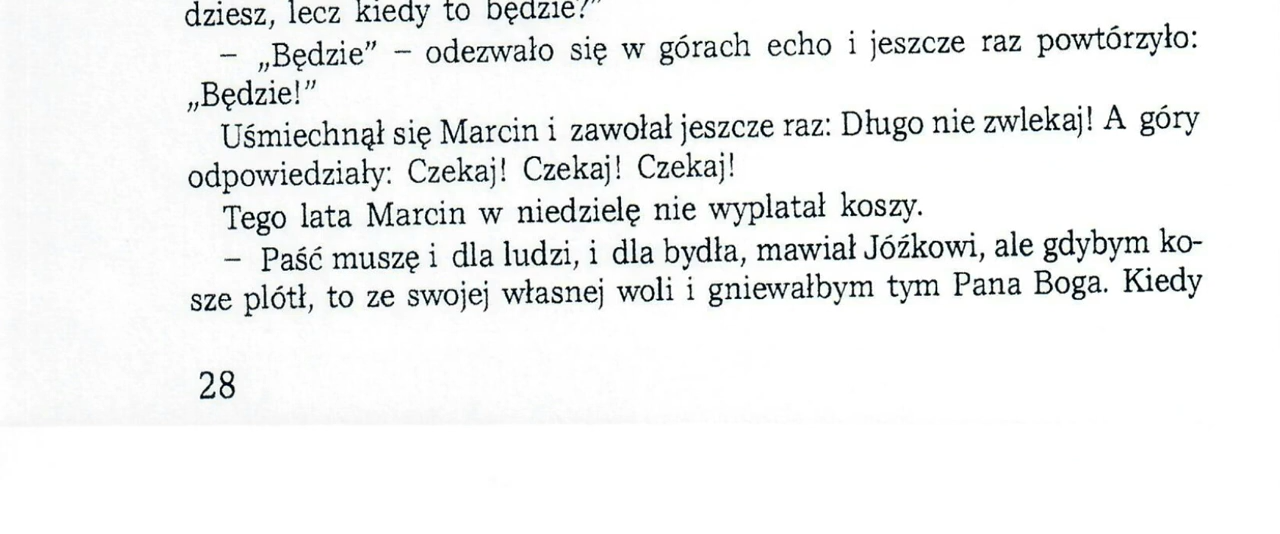 dziesz, lecz kiedy to będzie?”
– „Będzie” – odezwało się w górach echo i jeszcze raz powtórzyło:
„Będzie!”
Uśmiechnął się Marcin i zawołał jeszcze raz: Długo nie zwlekaj! A góry
odpowiedziały: Czekaj! Czekaj! Czekaj!
Tego lata Marcin w niedzielę nie wyplatał koszy.
– Paść muszę i dla ludzi, i dla bydła, mawiał Jóźkowi, ale gdybym ko-
sze plótł, to ze swojej własnej woli i gniewałbym tym Pana Boga. Kiedy
28